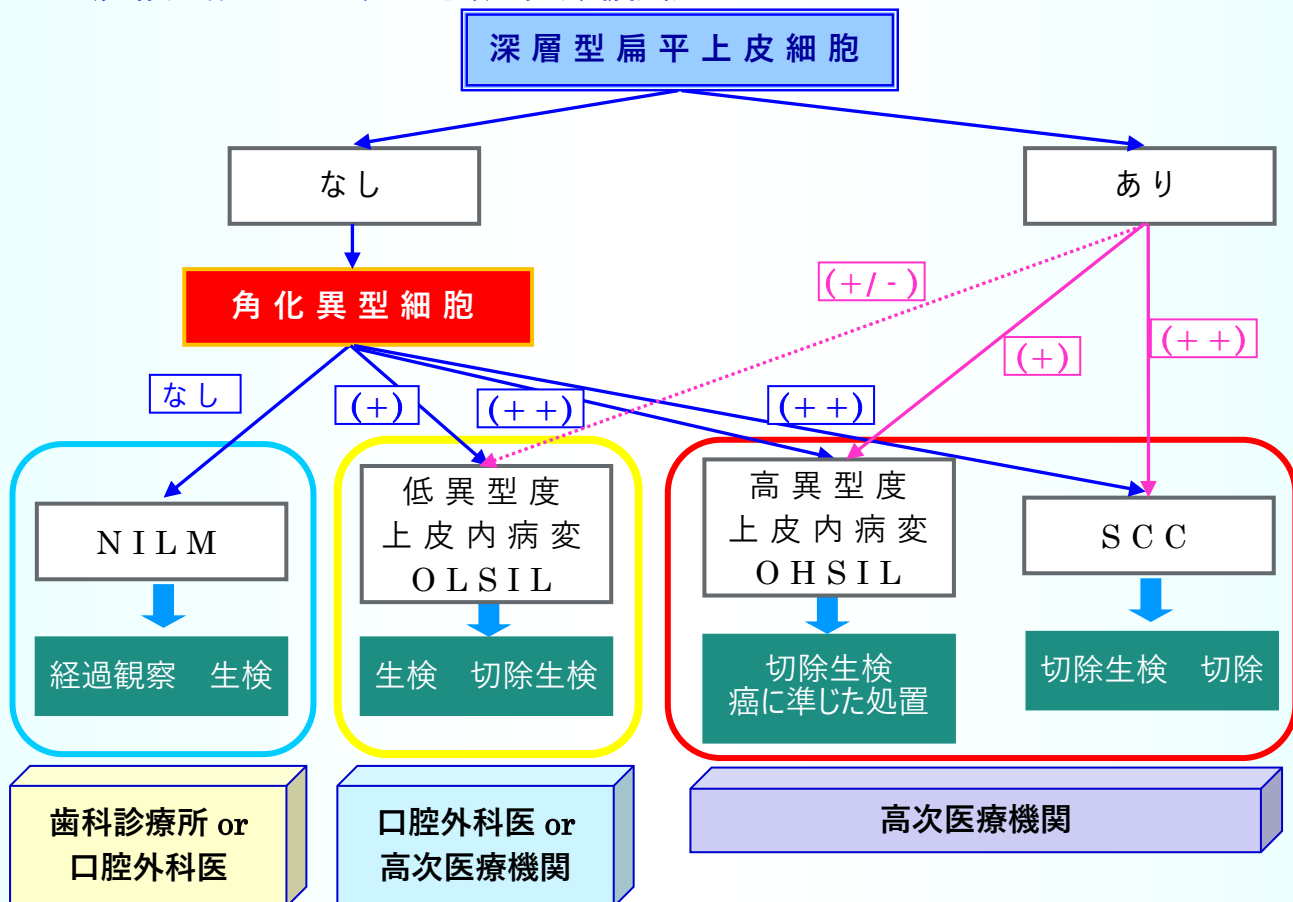 深層型扁平上皮細胞
なし
あり
角化異型細胞
(+/-)
(+)
(++)
なし
(+)
(++)
(++)
NILM
低異型度
上皮内病変
OLSIL
高異型度
上皮内病変
OHSIL
SCC
経過観察　生検
生検　切除生検
切除生検
癌に準じた処置
切除生検　切除
歯科診療所 or
口腔外科医
口腔外科医 or
高次医療機関
高次医療機関